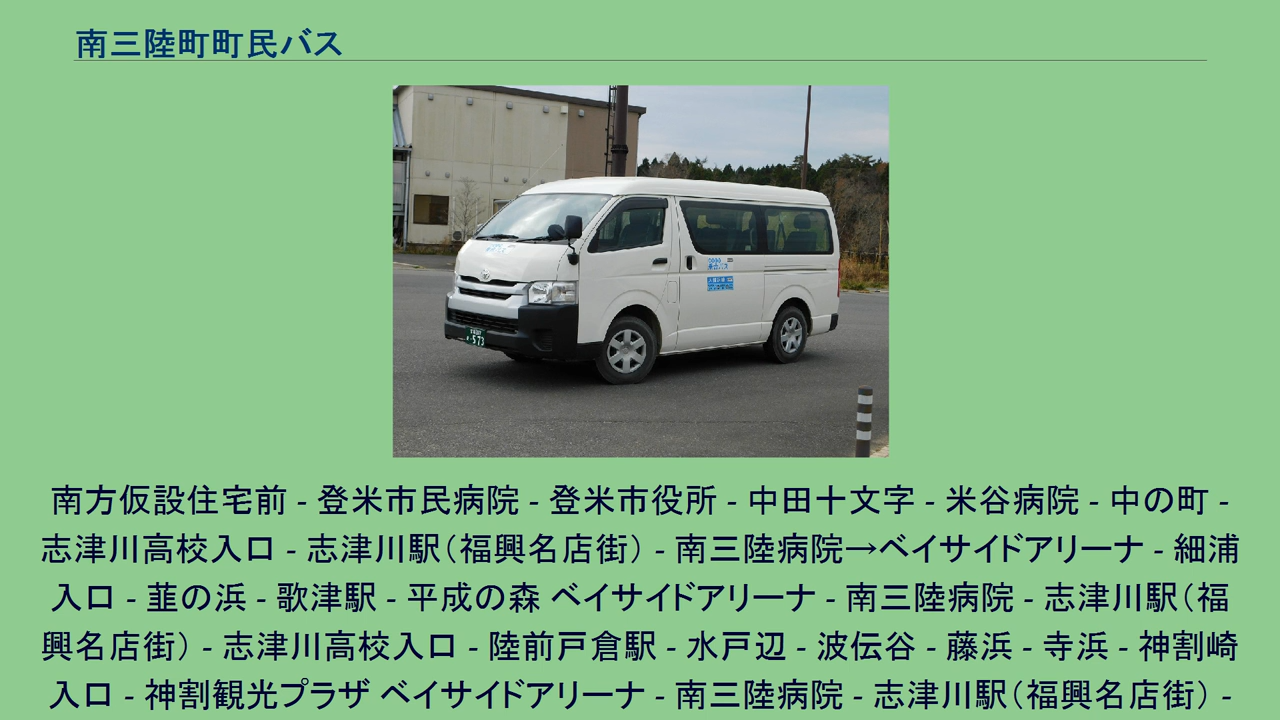 南三陸町町民バス
乗合バス
573
南方仮設住宅前 - 登米市民病院 - 登米市役所 - 中田十文字 - 米谷病院 - 中の町 -
志津川高校入口 - 志津川駅（福興名店街） - 南三陸病院→ベイサイドアリーナ - 細浦
入口 - 韮の浜 - 歌津駅 - 平成の森 ベイサイドアリーナ - 南三陸病院 - 志津川駅（福
興名店街） - 志津川高校入口 - 陸前戸倉駅 - 水戸辺 - 波伝谷 - 藤浜 - 寺浜 - 神割崎
入口 - 神割観光プラザ ベイサイドアリーナ - 南三陸病院 - 志津川駅（福興名店街） -